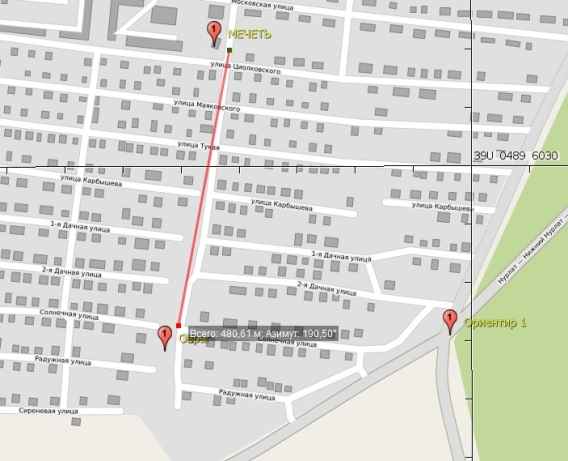 Московская улица
МЕЧЕТЬ
улица Циолковского
улица Маяковского
улица Тукая
39U 0489 6030
улица Карбышева
улица Карбышева
улица Карбышева
1-я Дачная улица
1-я Дачная улица
Нурлат — Нижний Нурлат —
2-я Дачная улица
2-я Дачная улица
Солнечная улица
Ориентир 1
Всего: 480,61 м; Азимут: 190,50°
Солнечная улица
Радужная улица
Радужная улица
Сиреневая улица